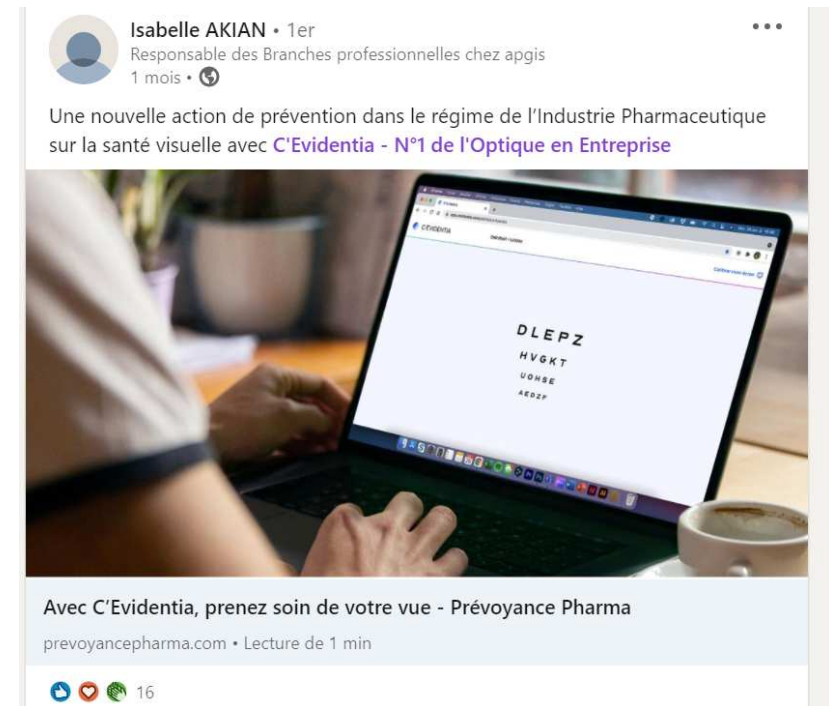 Isabelle AKIAN • 1er
Responsable des Branches professionnelles chez apgis
1 mois •
Une nouvelle action de prévention dans le régime de l'Industrie Pharmaceutique
sur la santé visuelle avec C'Evidentia - N°1 de l'Optique en Entreprise
C'EVIDENTIA
DLEPZ
HVGKT
UOHSE
AEDZF
Avec C'Evidentia, prenez soin de votre vue - Prévoyance Pharma
prevoyancepharma.com • Lecture de 1 min
16